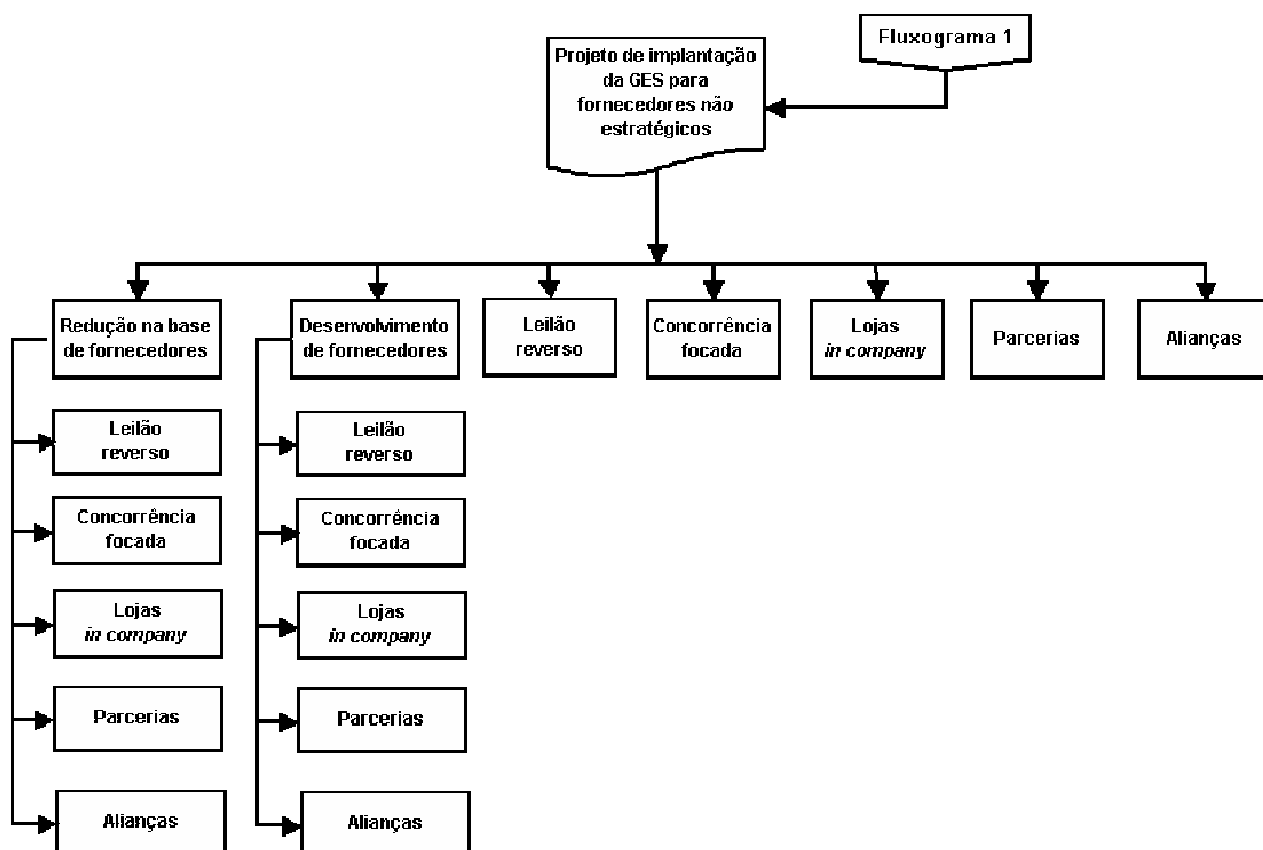 Fluxograma 1
Projeto de implantação
da GES para
fornecedores não
estratégicos
Redução na base
de fornecedores
Desenvolvimento
de fornecedores
Leilão
reverso
Concorrência
focada
Lojas
in company
Parcerias
Alianças
Leilão
reverso
Concorrência
focada
Lojas
in company
Parcerias
Alianças
Leilão
reverso
Concorrência
focada
Lojas
in company
Parcerias
Alianças